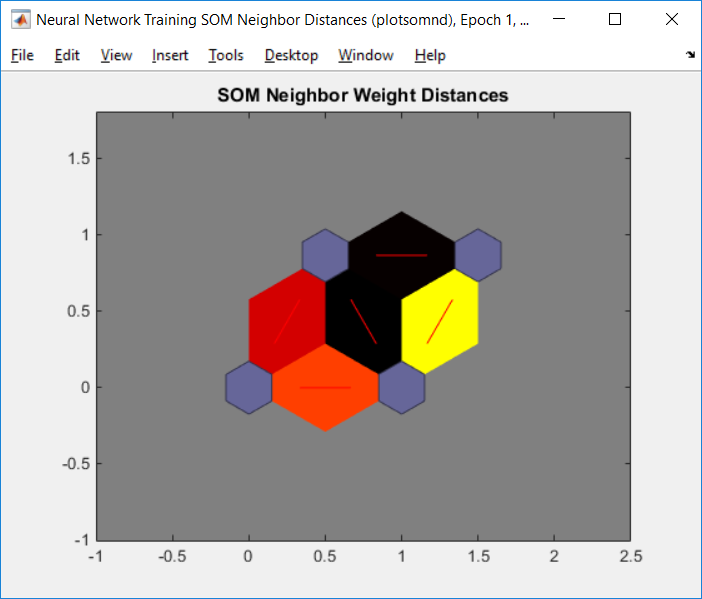 Neural Network Training SOM Neighbor Distances (plotsomnd), Epoch 1, ...
File Edit View Insert Tools Desktop Window Help
SOM Neighbor Weight Distances
1.5
1
0.5
0
-0.5
-1
-1 -0.5 0 0.5 1 1.5 2 2.5